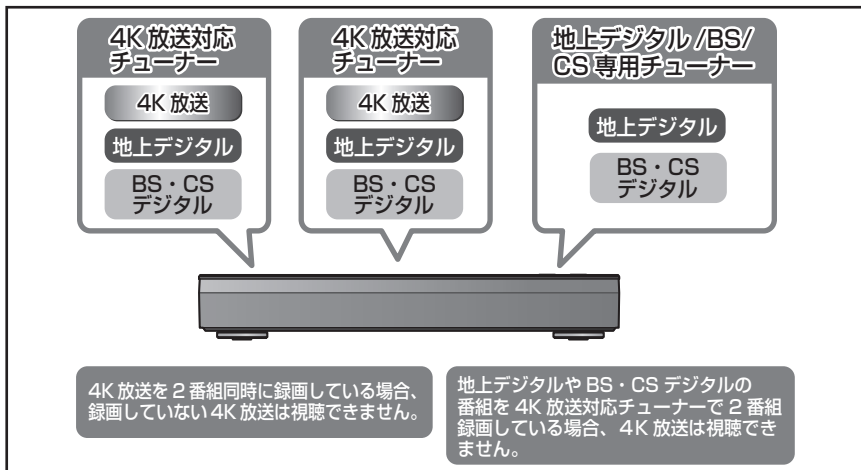 4K 放送対応
チューナー
4K 放送
地上デジタル
BS・CS
デジタル
4K 放送対応
チューナー
4K 放送
地上デジタル
BS・CS
デジタル
地上デジタル /BS/
CS 専用チューナー
地上デジタル
BS・CS
デジタル
4K 放送を 2 番組同時に録画している場合、
録画していない 4K 放送は視聴できません。
地上デジタルや BS・CS デジタルの
番組を 4K 放送対応チューナーで 2 番組
録画している場合、4K 放送は視聴でき
ません。